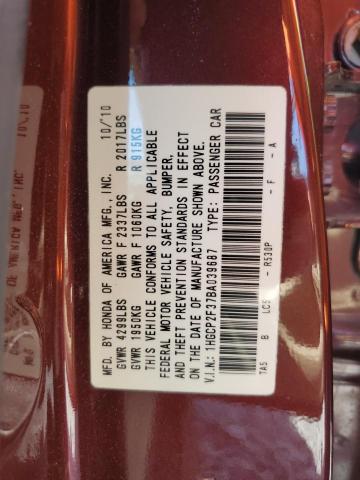 MFD. BY HONDA OF AMERICA MFG., INC. 10/'10
GVWR 4299LBS GAWR F 2337LBS R 2017LBS
GVWR 1950KG GAWR F 1060KG R 915KG
THIS VEHICLE CONFORMS TO ALL APPLICABLE
FEDERAL MOTOR VEHICLE SAFETY, BUMPER,
AND THEFT PREVENTION STANDARDS IN EFFECT
ON THE DATE OF MANUFACTURE SHOWN ABOVE.
V.I.N.: 1HGCP2F37BA039687 TYPE: PASSENGER CAR
TA5 B LC5 - R530P - F - A